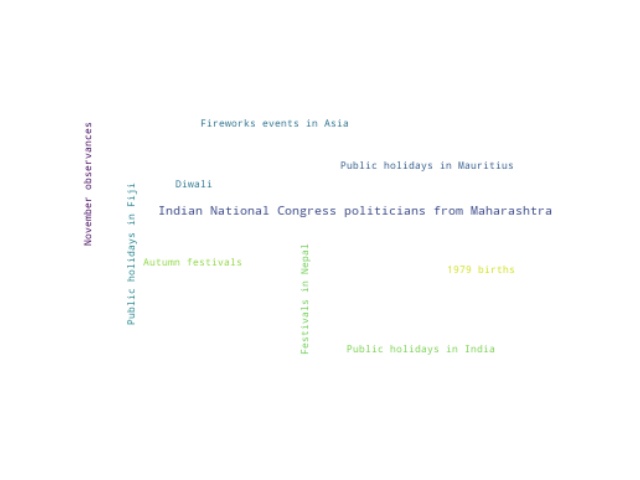 Fireworks events in Asia
November observances
Public holidays in Mauritius
Diwali
Public holidays in Fiji
Indian National Congress politicians from Maharashtra
Autumn festivals
Festivals in Nepal
1979 births
Public holidays in India